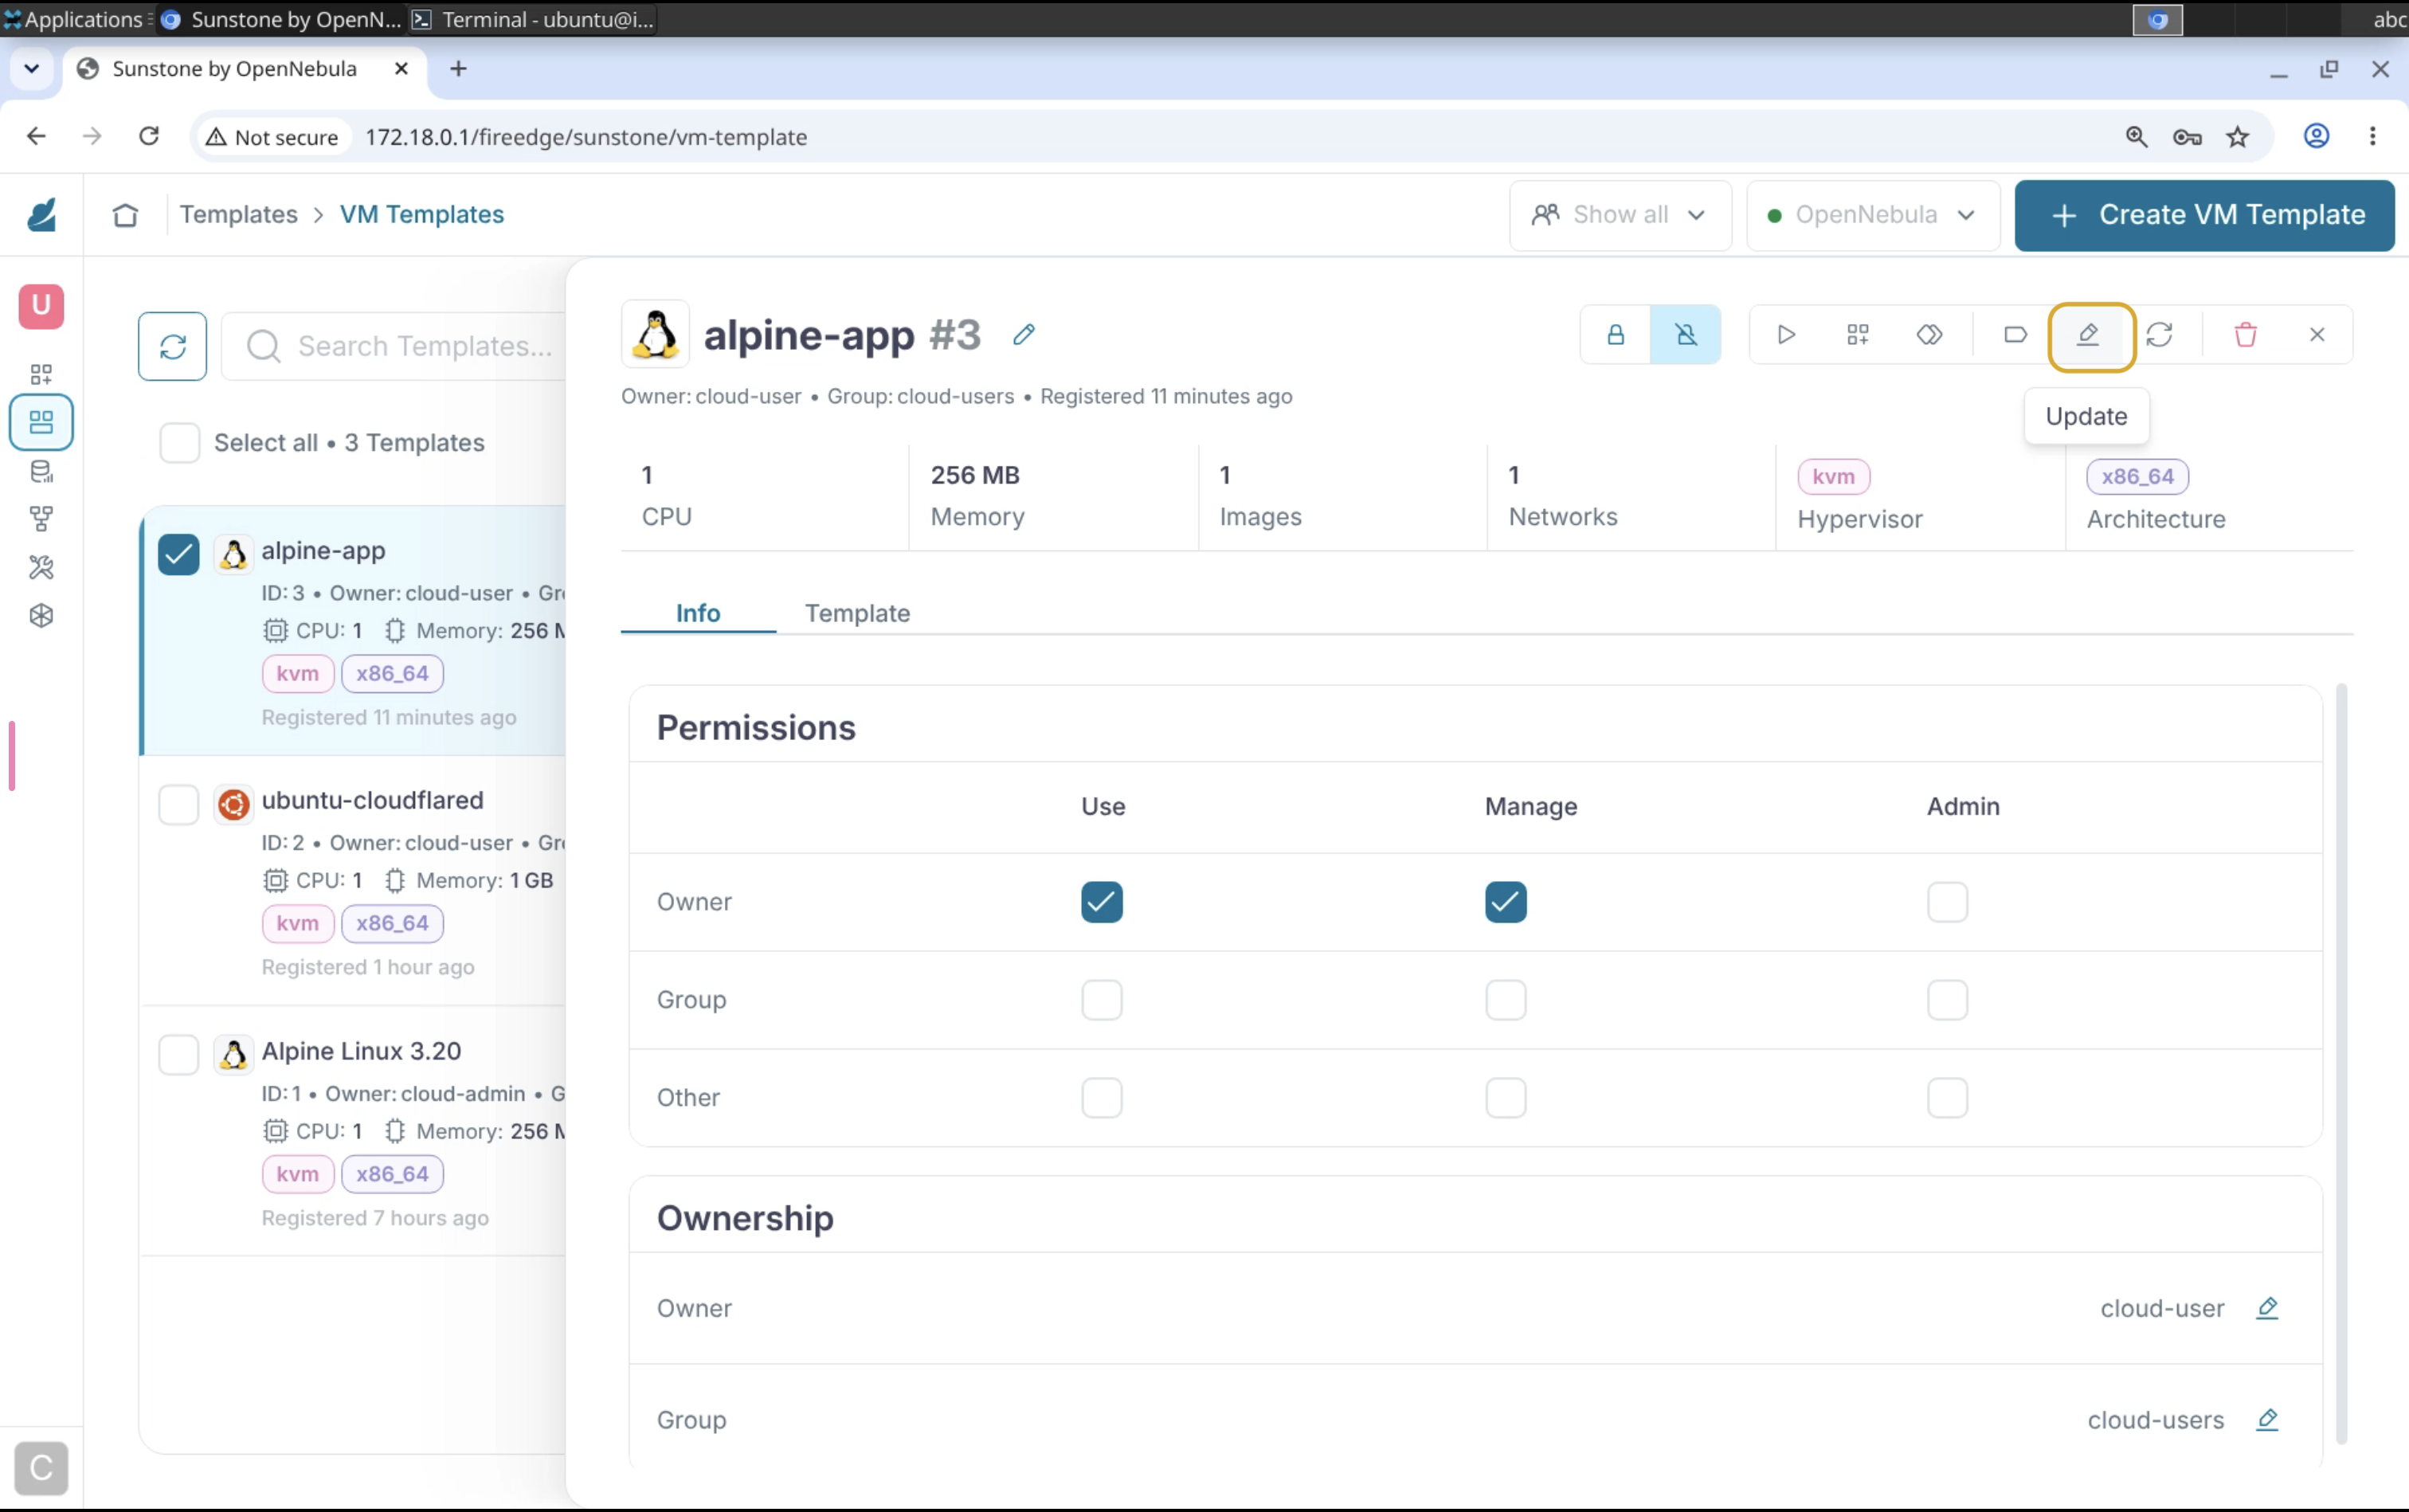 Applications
Sunstone by OpenN...
Terminal - ubuntu@i...
abc
Sunstone by OpenNebula
Not secure
172.18.0.1/fireedge/sunstone/vm-template
Templates > VM Templates
Show all
OpenNebula
+ Create VM Template
U
Search Templates...
Select all • 3 Templates
alpine-app
ID: 3 • Owner: cloud-user • Gr
CPU: 1 Memory: 256 M
kvm x86_64
Registered 11 minutes ago
ubuntu-cloudflared
ID: 2 • Owner: cloud-user • Gr
CPU: 1 Memory: 1 GB
kvm x86_64
Registered 1 hour ago
Alpine Linux 3.20
ID: 1 • Owner: cloud-admin • G
CPU: 1 Memory: 256 M
kvm x86_64
Registered 7 hours ago
C
alpine-app #3
Owner: cloud-user • Group: cloud-users • Registered 11 minutes ago
Update
1
CPU
256 MB
Memory
1
Images
1
Networks
kvm
Hypervisor
x86_64
Architecture
Info Template
Permissions
Use Manage Admin
Owner
Group
Other
Ownership
Owner cloud-user
Group cloud-users